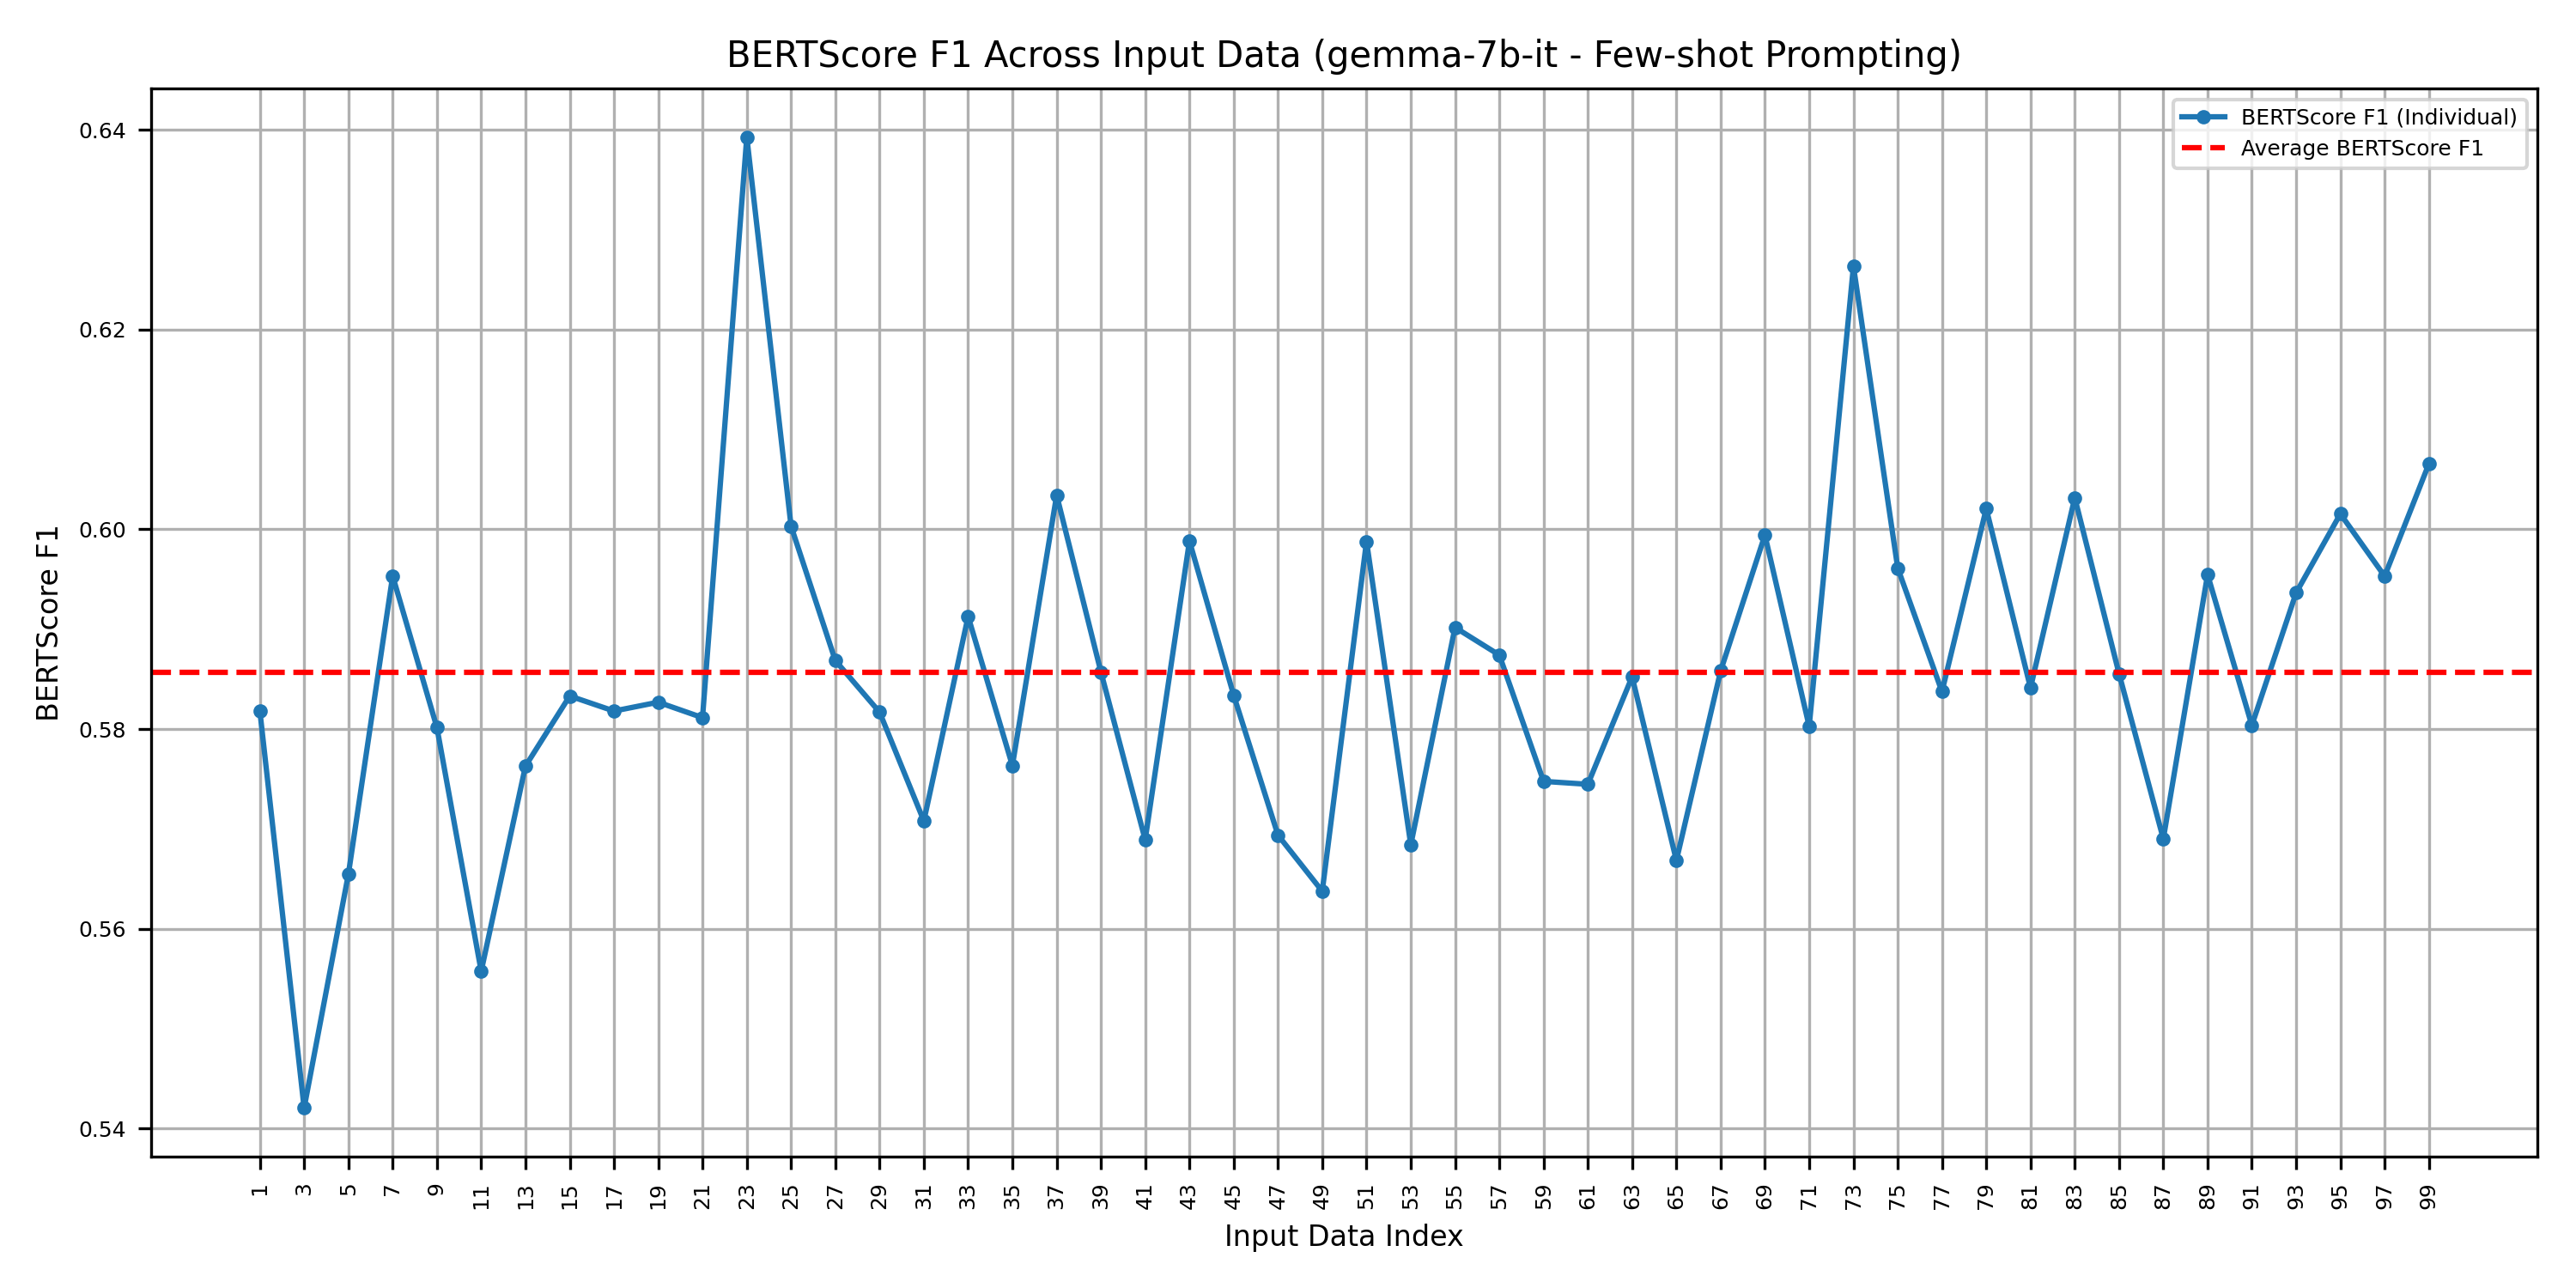 BERTScore F1 Across Input Data (gemma-7b-it - Few-shot Prompting)
BERTScore F1 (Individual)
Average BERTScore F1
BERTScore F1
0.64
0.62
0.60
0.58
0.56
0.54
1 3 5 7 9 11 13 15 17 19 21 23 25 27 29 31 33 35 37 39 41 43 45 47 49 51 53 55 57 59 61 63 65 67 69 71 73 75 77 79 81 83 85 87 89 91 93 95 97 99
Input Data Index